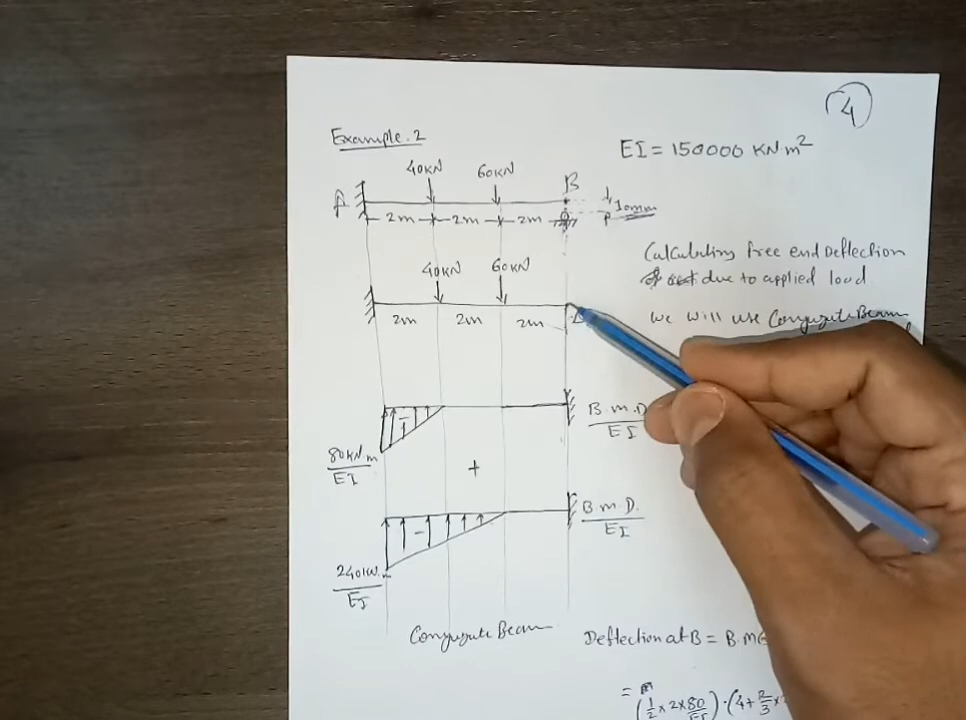 4
Example.2
EI = 150000 KN·m²
40KN 60KN B
A
10mm
2m 2m 2m
Calculating free end Deflection
due to applied load
40KN 60KN
2m 2m 2m
We will use Conjugate Beam
B.M.D
EI
80KN.m
EI
+
B.M.D.
EI
240KN.m
EI
Conjugate Beam
Deflection at B = B.M@
= (1/2 × 2 × 80/EI) · (4 + 2/3 ×